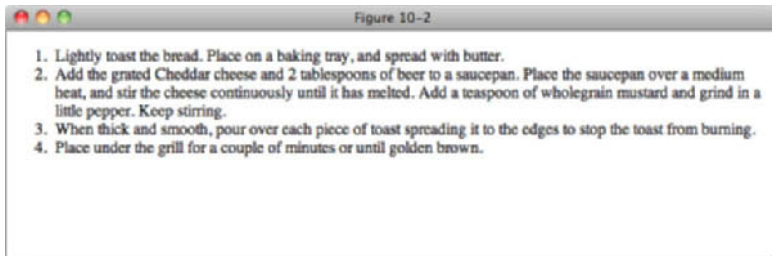 Figure 10-2
1. Lightly toast the bread. Place on a baking tray, and spread with butter.
2. Add the grated Cheddar cheese and 2 tablespoons of beer to a saucepan. Place the saucepan over a medium
heat, and stir the cheese continuously until it has melted. Add a teaspoon of wholegrain mustard and grind in a
little pepper. Keep stirring.
3. When thick and smooth, pour over each piece of toast spreading it to the edges to stop the toast from burning.
4. Place under the grill for a couple of minutes or until golden brown.